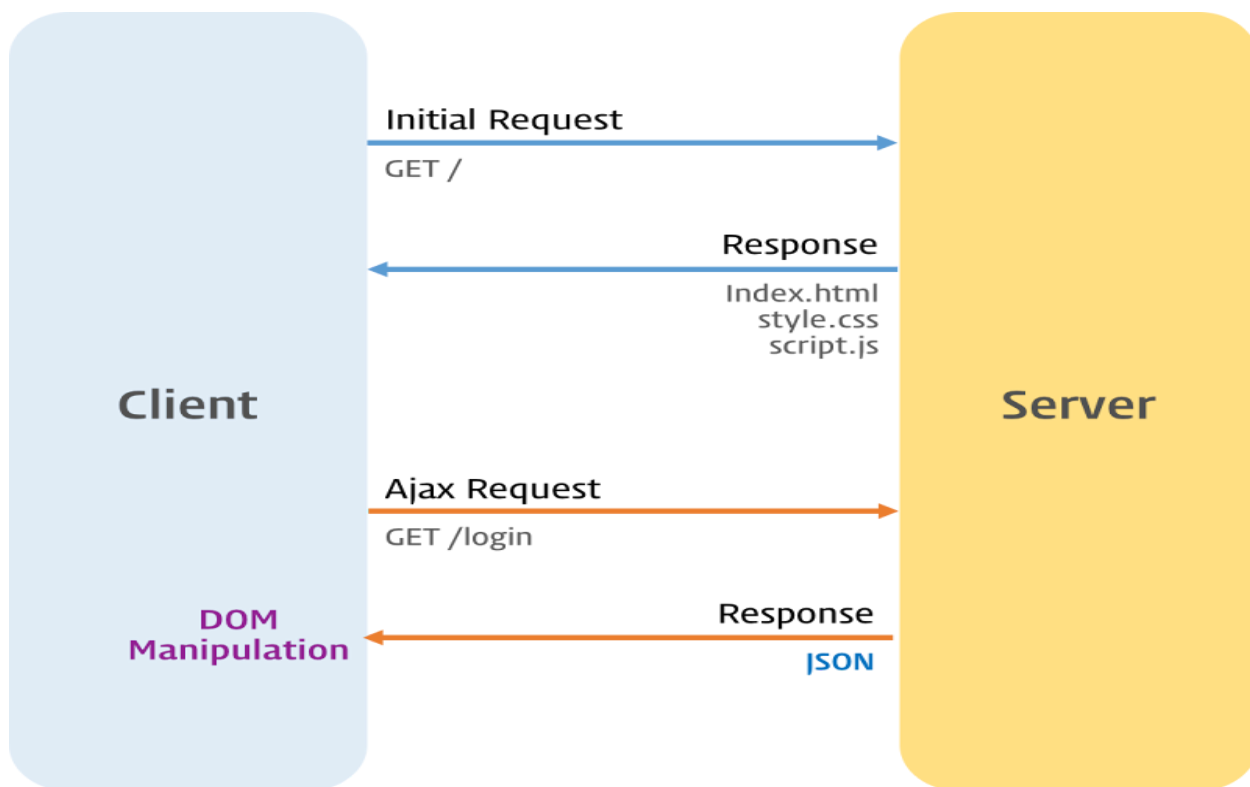 Initial Request
GET /
Response
Index.html
style.css
script.js
Client
Server
Ajax Request
GET /login
Response
JSON
DOM
Manipulation